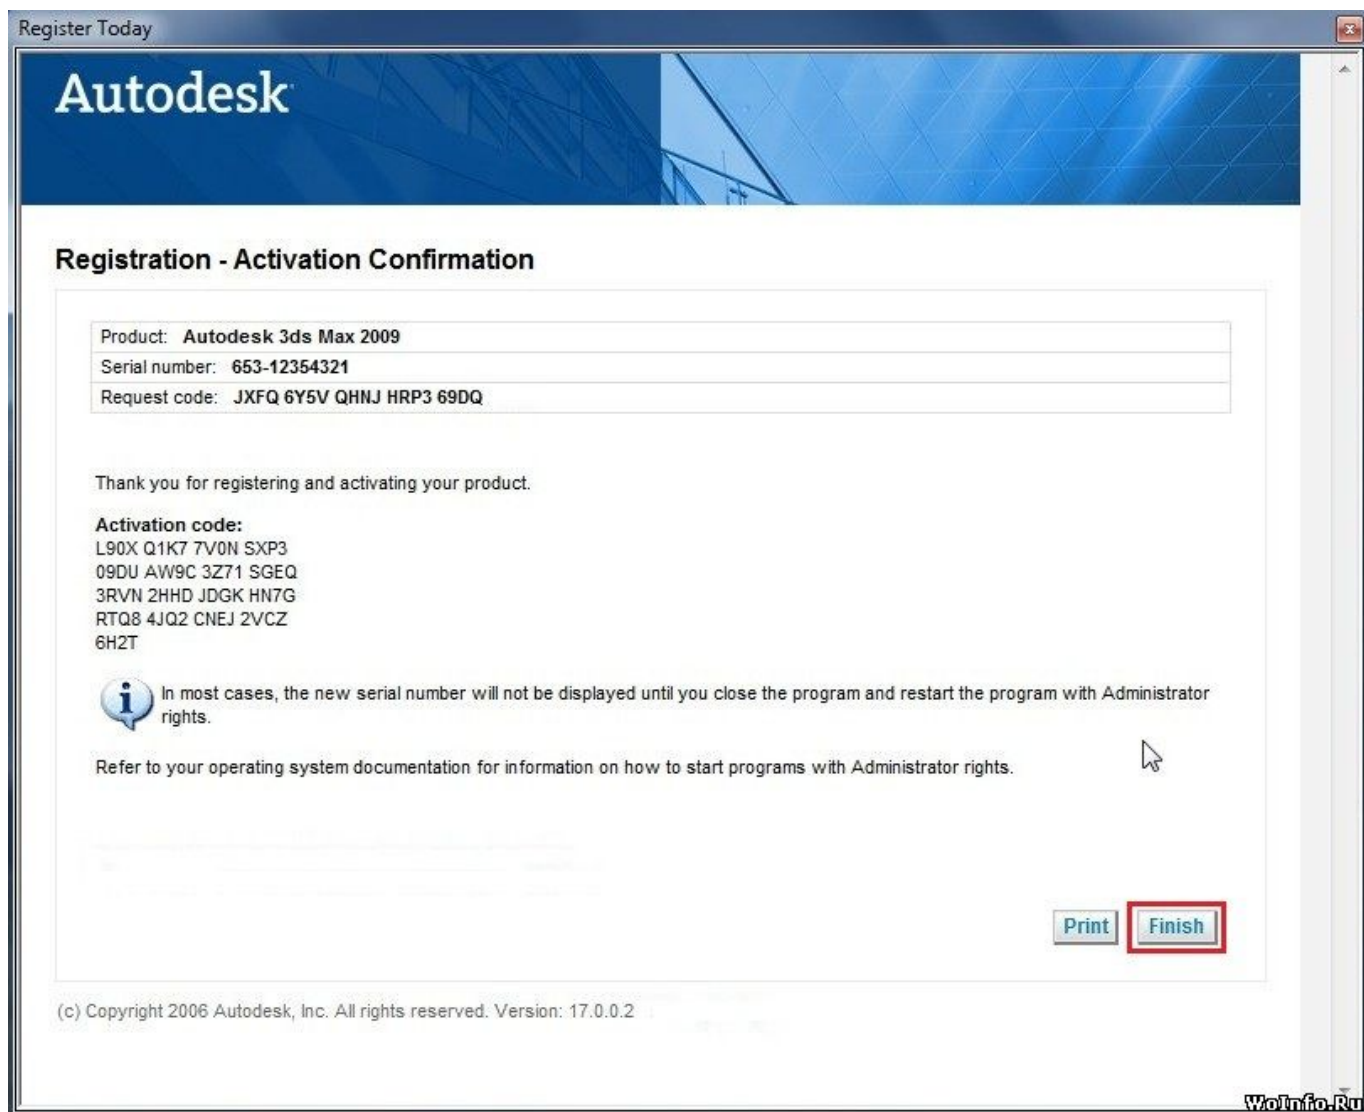 Register Today
Autodesk
Registration - Activation Confirmation
Product: Autodesk 3ds Max 2009
Serial number: 653-12354321
Request code: JXFQ 6Y5V QHNJ HRP3 69DQ
Thank you for registering and activating your product.
Activation code:
L90X Q1K7 7V0N SXP3
09DU AW9C 3Z71 SGEQ
3RVN 2HHD JDGK HN7G
RTQ8 4JQ2 CNEJ 2VCZ
6H2T
In most cases, the new serial number will not be displayed until you close the program and restart the program with Administrator
rights.
Refer to your operating system documentation for information on how to start programs with Administrator rights.
Print Finish
(c) Copyright 2006 Autodesk, Inc. All rights reserved. Version: 17.0.0.2
WoInfo.Ru